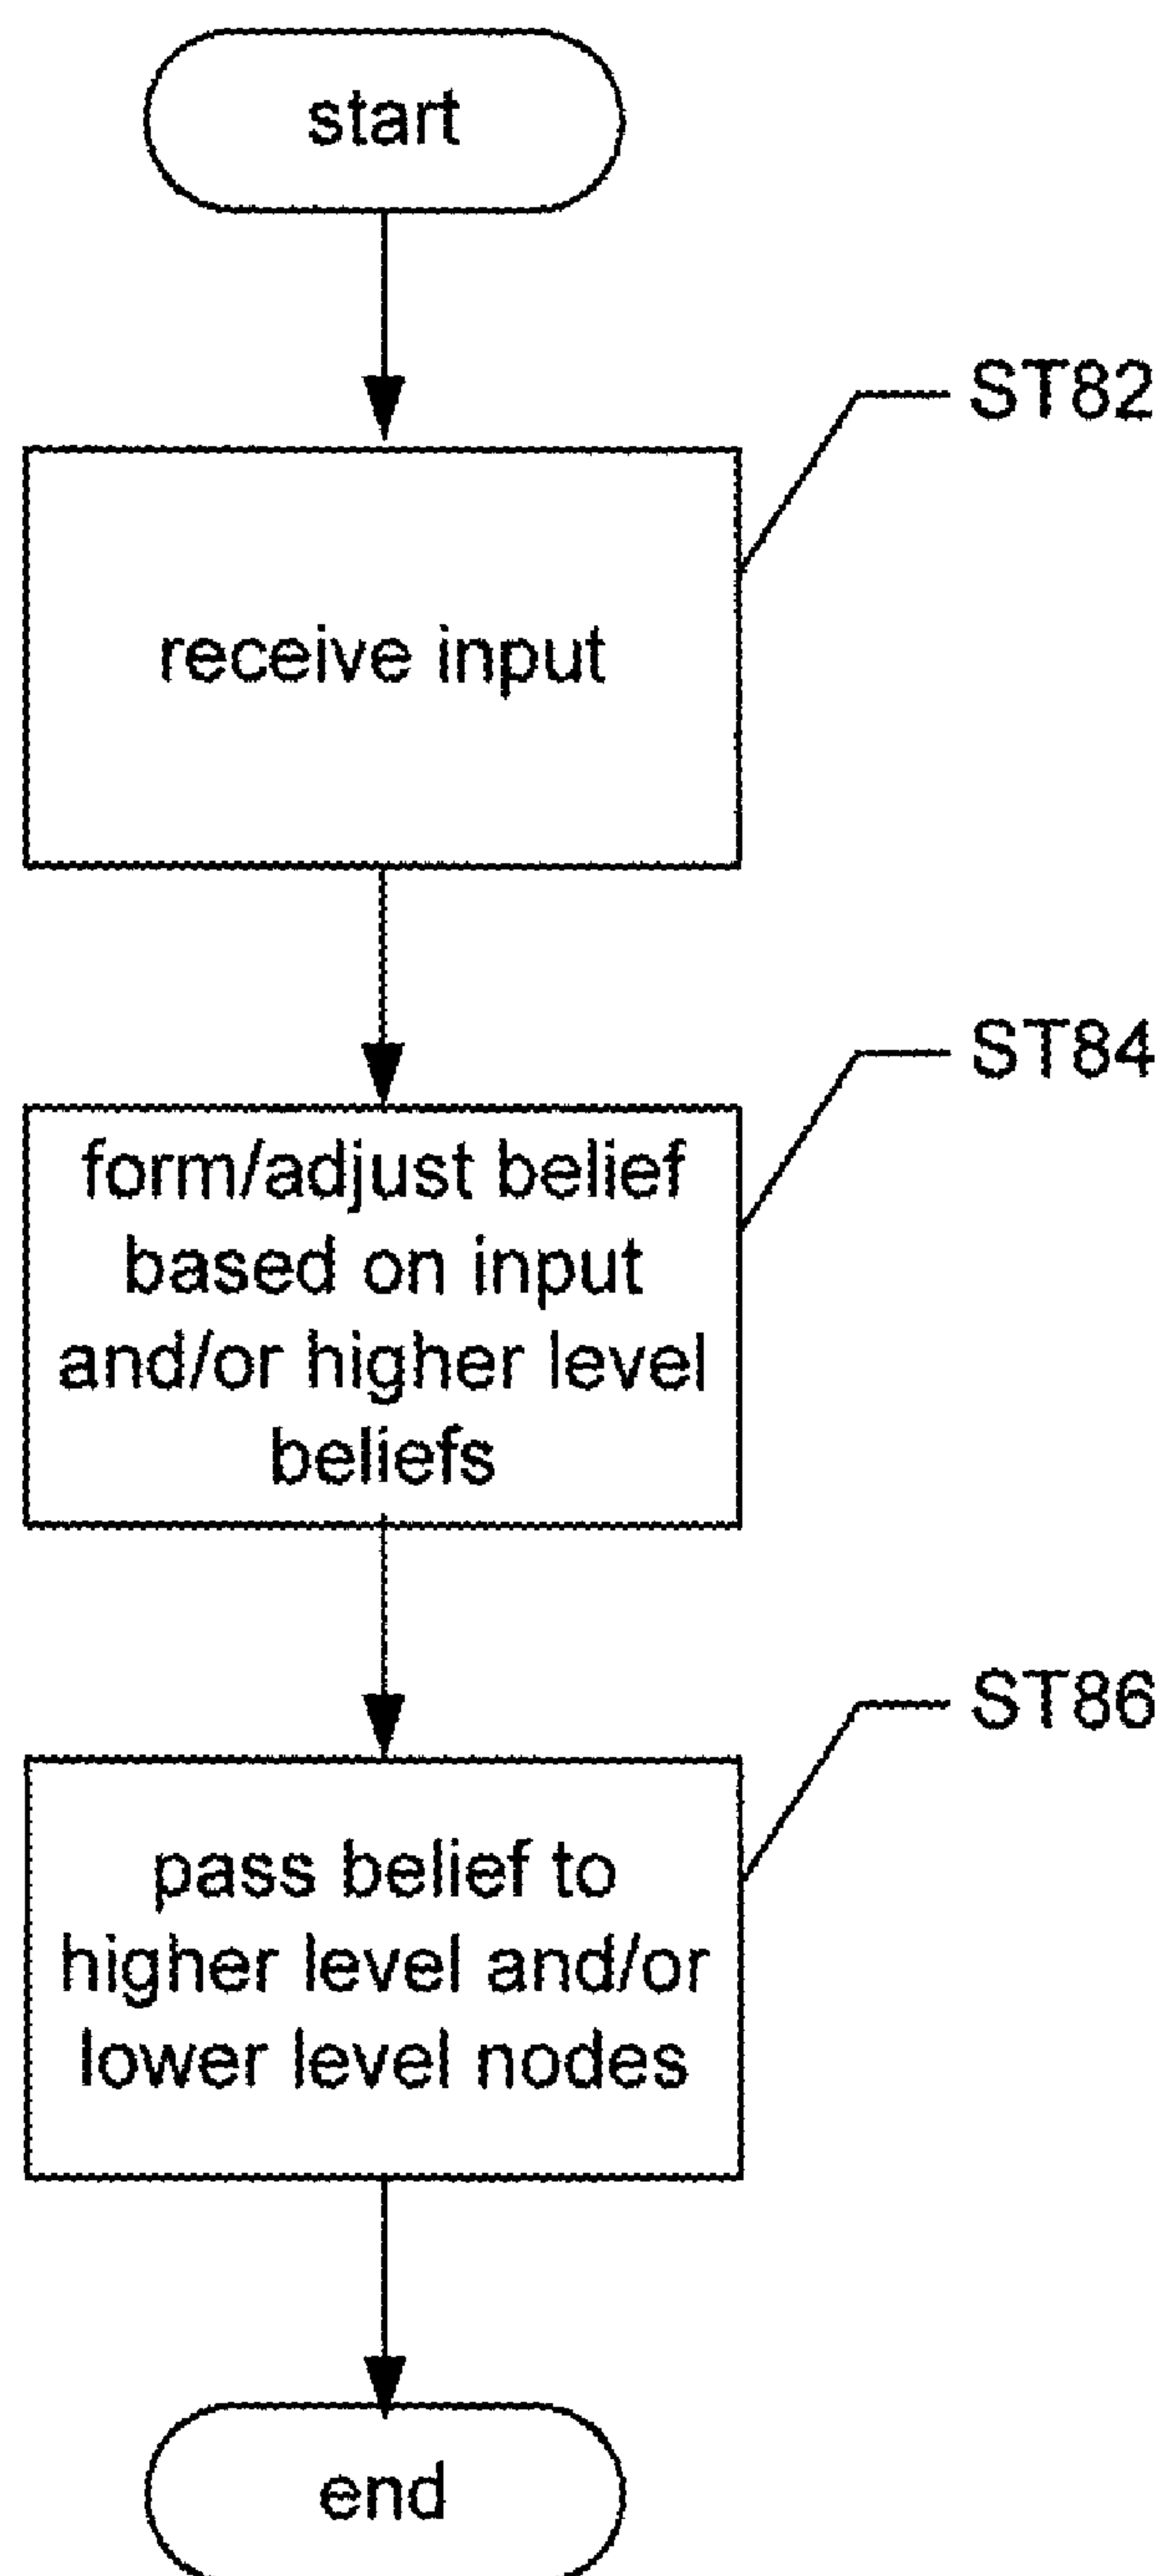 start
ST82
receive input
ST84
form/adjust belief
based on input
and/or higher level
beliefs
ST86
pass belief to
higher level and/or
lower level nodes
end